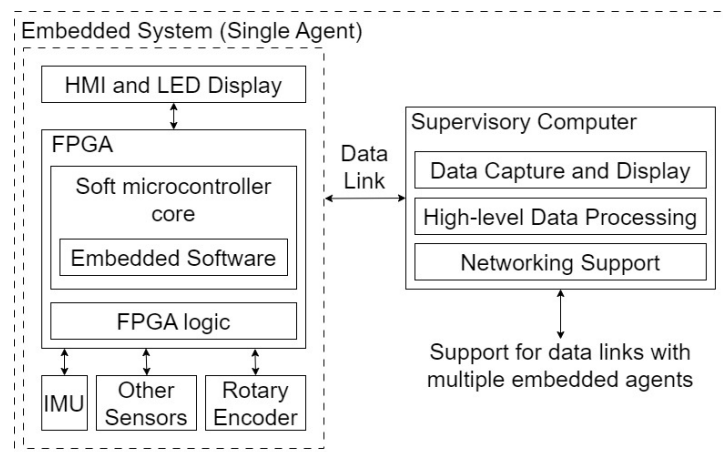 Embedded System (Single Agent)
HMI and LED Display
FPGA
Soft microcontroller
core
Embedded Software
FPGA logic
IMU
Other
Sensors
Rotary
Encoder
Data
Link
Supervisory Computer
Data Capture and Display
High-level Data Processing
Networking Support
Support for data links with
multiple embedded agents